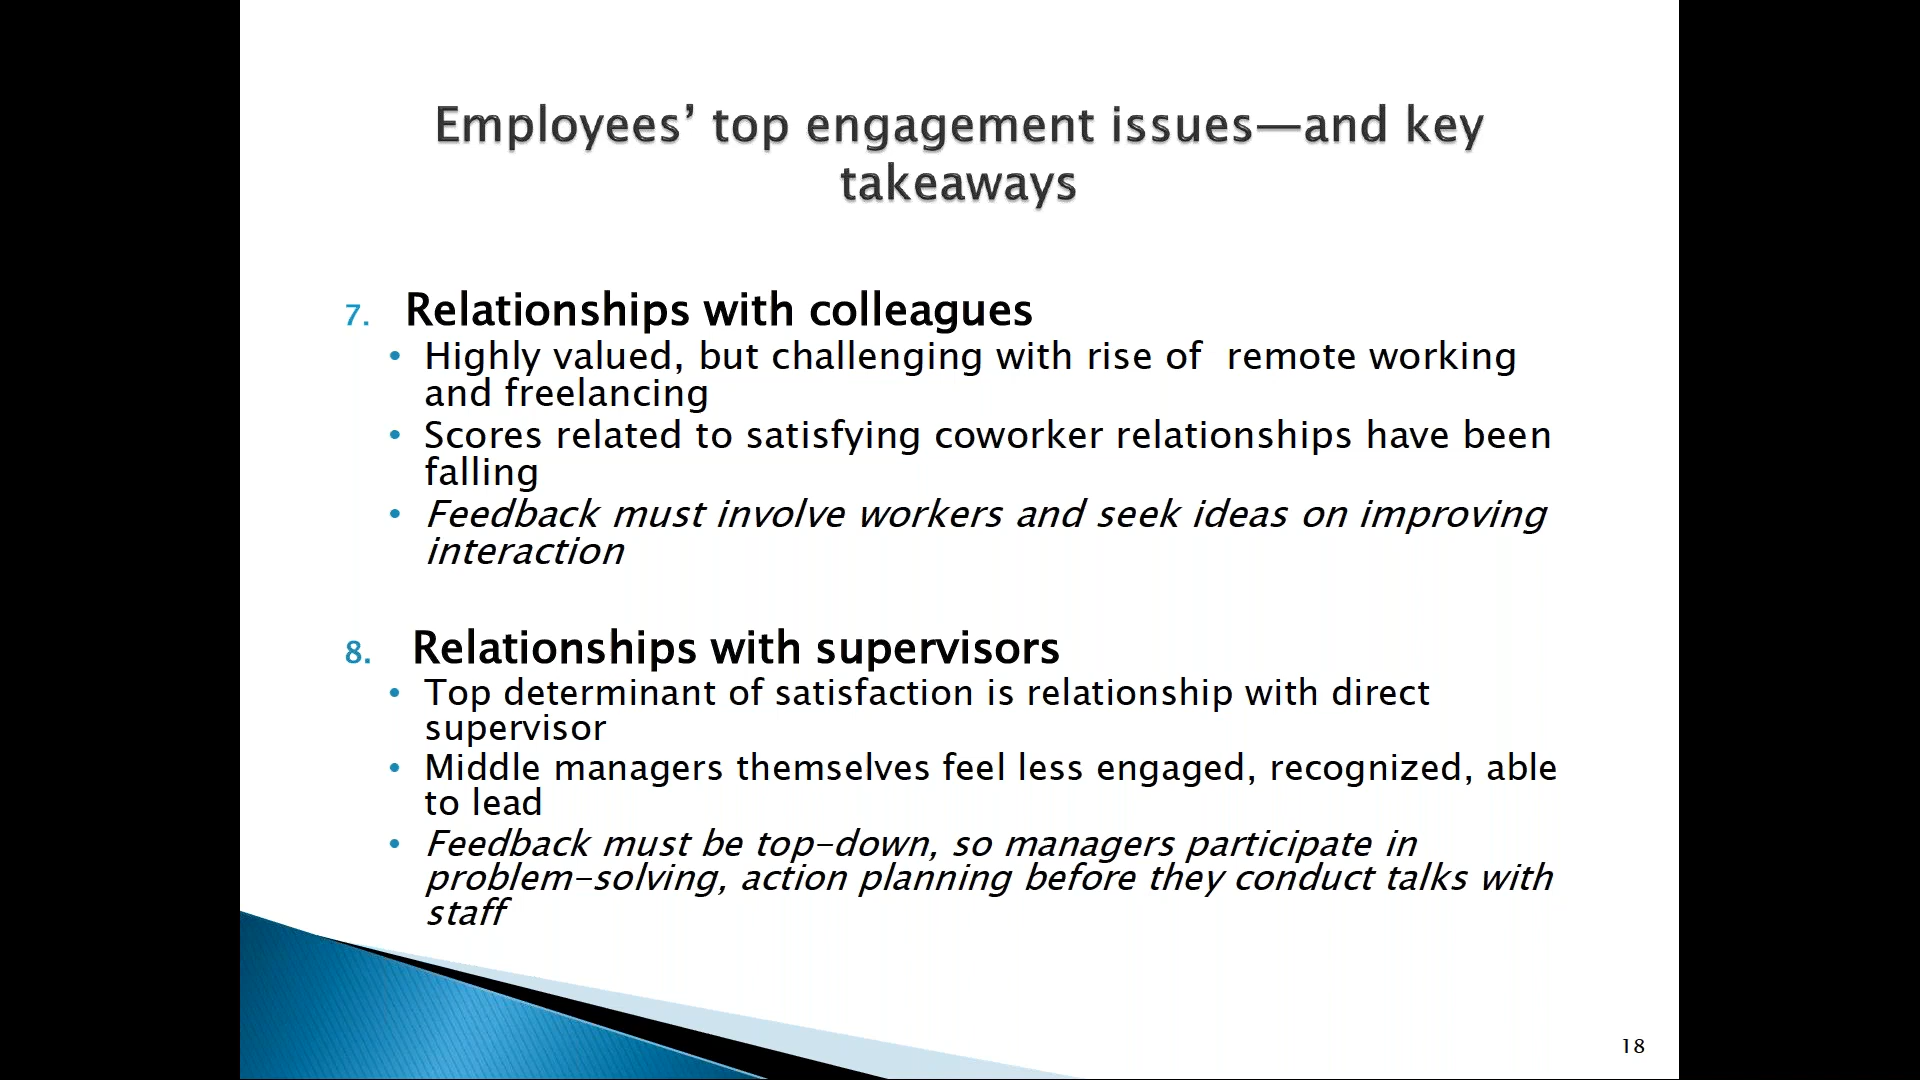 Employees’ top engagement issues—and key
takeaways
7. Relationships with colleagues
• Highly valued, but challenging with rise of  remote working
and freelancing
• Scores related to satisfying coworker relationships have been
falling
• Feedback must involve workers and seek ideas on improving
interaction
8. Relationships with supervisors
• Top determinant of satisfaction is relationship with direct
supervisor
• Middle managers themselves feel less engaged, recognized, able
to lead
• Feedback must be top-down, so managers participate in
problem-solving, action planning before they conduct talks with
staff
18